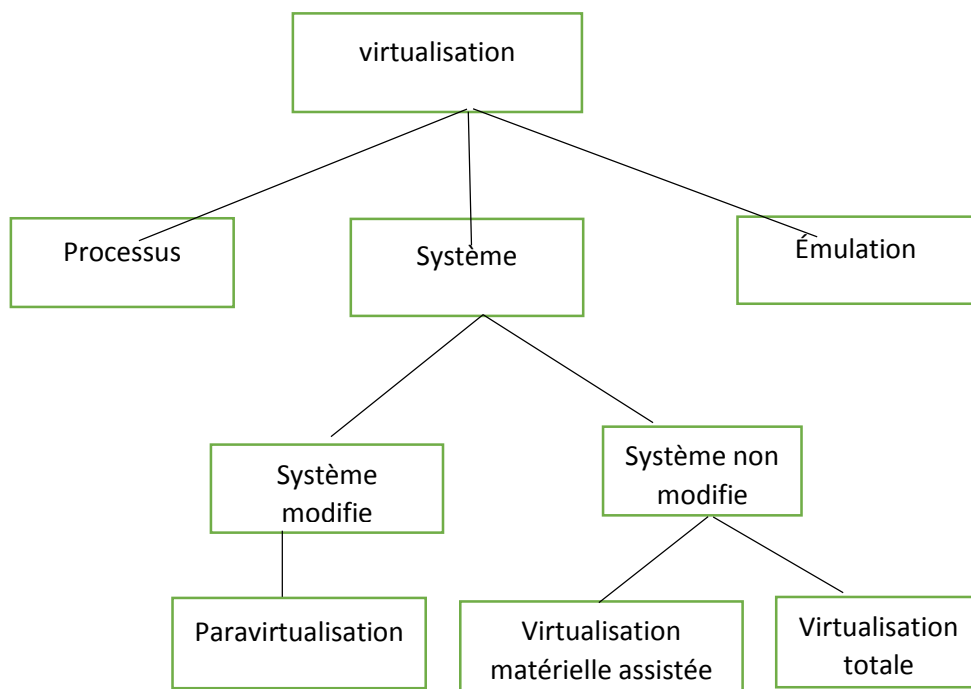 virtualisation
Processus
Système
Émulation
Système
modifie
Système non
modifie
Paravirtualisation
Virtualisation
matérielle assistée
Virtualisation
totale